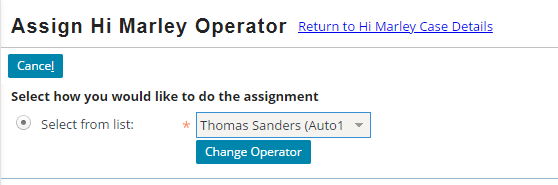 Assign Hi Marley Operator Return to Hi Marley Case Details
Cancel
Select how you would like to do the assignment
Select from list: * Thomas Sanders (Auto1
Change Operator